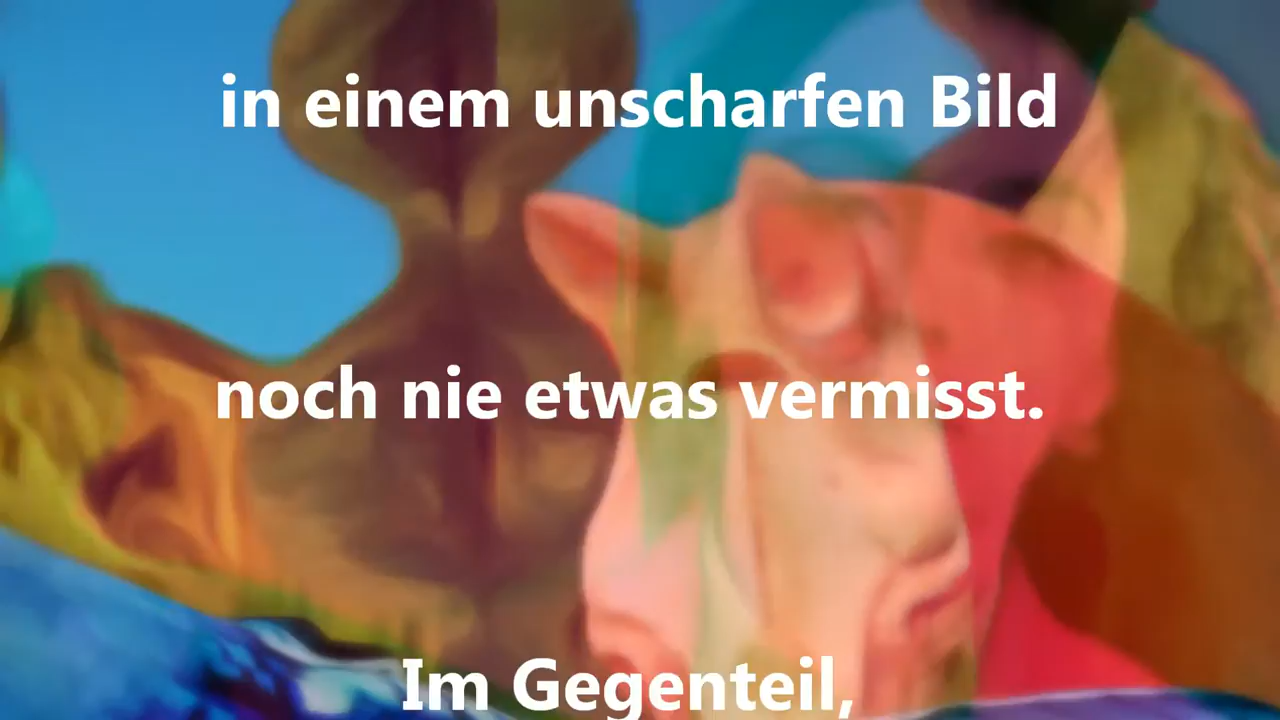 in einem unscharfen Bild
noch nie etwas vermisst.
Im Gegenteil,